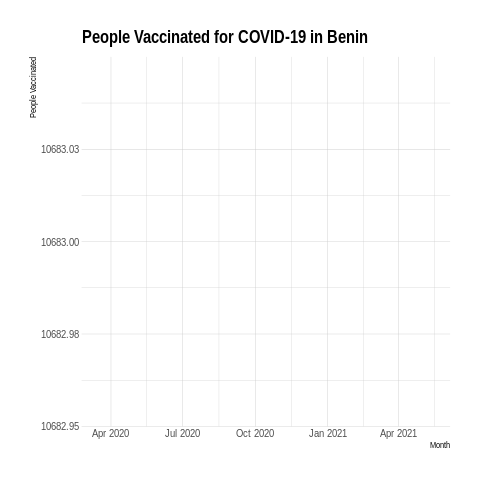 People Vaccinated for COVID-19 in Benin
People Vaccinated
10683.03
10683.00
10682.98
10682.95
Apr 2020 Jul 2020 Oct 2020 Jan 2021 Apr 2021
Month